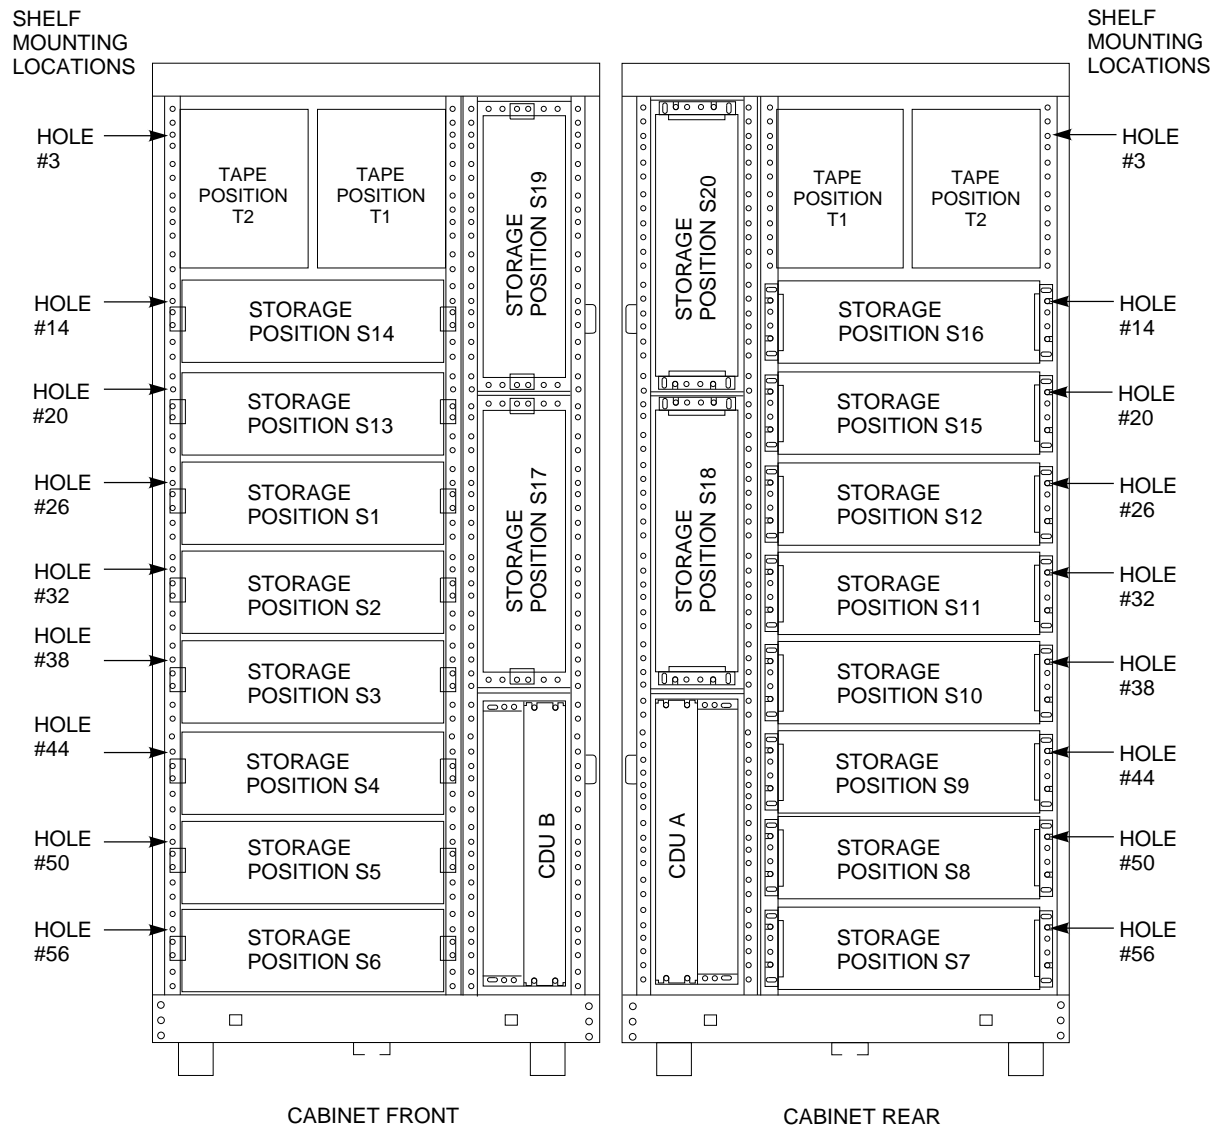 SHELF
MOUNTING
LOCATIONS
SHELF
MOUNTING
LOCATIONS
HOLE
#3
TAPE
POSITION
T2
TAPE
POSITION
T1
STORAGE
POSITION S19
STORAGE
POSITION S20
TAPE
POSITION
T1
TAPE
POSITION
T2
HOLE
#3
HOLE
#14
STORAGE
POSITION S14
STORAGE
POSITION S16
HOLE
#14
HOLE
#20
STORAGE
POSITION S13
STORAGE
POSITION S15
HOLE
#20
HOLE
#26
STORAGE
POSITION S1
STORAGE
POSITION S17
STORAGE
POSITION S18
STORAGE
POSITION S12
HOLE
#26
HOLE
#32
STORAGE
POSITION S2
STORAGE
POSITION S11
HOLE
#32
HOLE
#38
STORAGE
POSITION S3
STORAGE
POSITION S10
HOLE
#38
HOLE
#44
STORAGE
POSITION S4
STORAGE
POSITION S9
HOLE
#44
HOLE
#50
STORAGE
POSITION S5
CDU B
CDU A
STORAGE
POSITION S8
HOLE
#50
HOLE
#56
STORAGE
POSITION S6
STORAGE
POSITION S7
HOLE
#56
CABINET FRONT
CABINET REAR